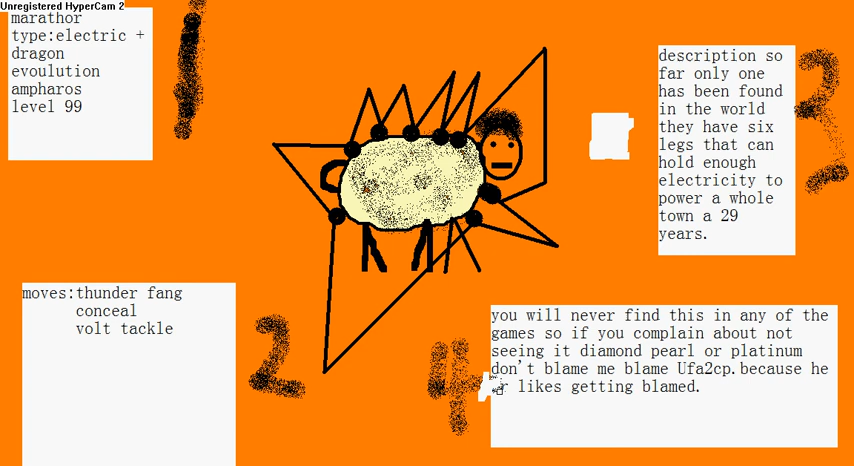 Unregistered HyperCam 2
marathor
type:electric +
dragon
evoulution
ampharos
level 99
1
moves:thunder fang
conceal
volt tackle
2
description so
far only one
has been found
in the world
they have six
legs that can
hold enough
electricity to
power a whole
town a 29
years.
3
4
you will never find this in any of the
games so if you complain about not
seeing it diamond pearl or platinum
don't blame me blame Ufa2cp.because he
likes getting blamed.